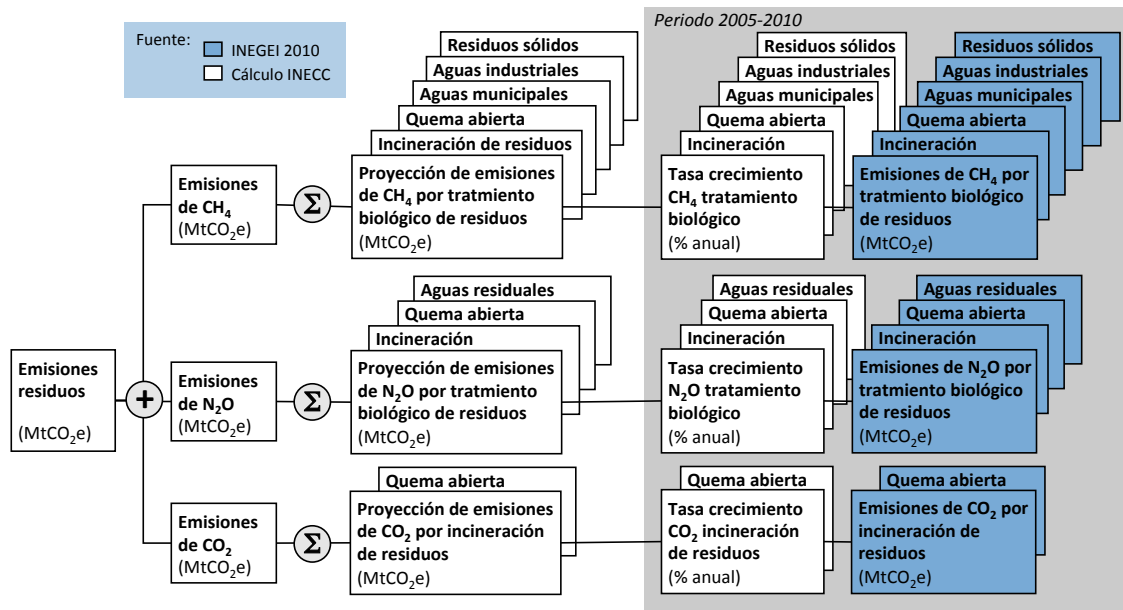 Fuente:
INEGEI 2010
Cálculo INECC
Periodo 2005-2010
Residuos sólidos
Aguas industriales
Aguas municipales
Quema abierta
Incineración de residuos
Proyección de emisiones
de CH₄ por tratmiento
biológico de residuos
(MtCO₂e)
Residuos sólidos
Aguas industriales
Aguas municipales
Quema abierta
Incineración
Tasa crecimiento
CH₄ tratamiento
biológico
(% anual)
Residuos sólidos
Aguas industriales
Aguas municipales
Quema abierta
Incineración
Emisiones de CH₄ por
tratmiento biológico
de residuos
(MtCO₂e)
Emisiones
de CH₄
(MtCO₂e)
Σ
Aguas residuales
Quema abierta
Incineración
Proyección de emisiones
de N₂O por tratmiento
biológico de residuos
(MtCO₂e)
Aguas residuales
Quema abierta
Incineración
Tasa crecimiento
N₂O tratamiento
biológico
(% anual)
Aguas residuales
Quema abierta
Incineración
Emisiones de N₂O por
tratmiento biológico
de residuos
(MtCO₂e)
Emisiones
residuos
(MtCO₂e)
+
Emisiones
de N₂O
(MtCO₂e)
Σ
Quema abierta
Proyección de emisiones
de CO₂ por incineración
de residuos
(MtCO₂e)
Quema abierta
Tasa crecimiento
CO₂ incineración
de residuos
(% anual)
Quema abierta
Emisiones de CO₂ por
incineración de
residuos
(MtCO₂e)
Emisiones
de CO₂
(MtCO₂e)
Σ